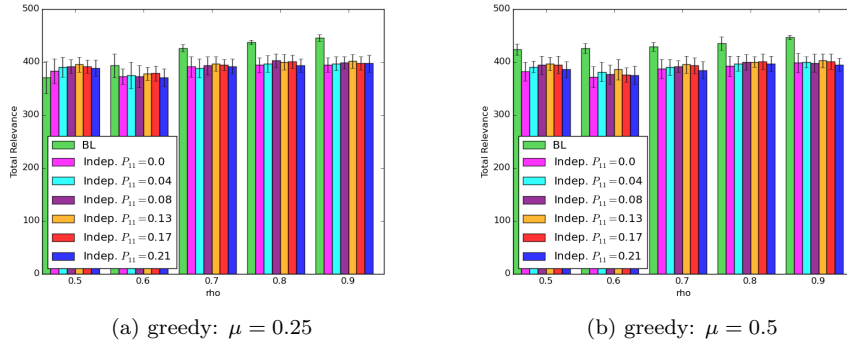 500
400
300
200
100
0
Total Relevance
BL
Indep. P₁₁=0.0
Indep. P₁₁=0.04
Indep. P₁₁=0.08
Indep. P₁₁=0.13
Indep. P₁₁=0.17
Indep. P₁₁=0.21
0.5 0.6 0.7 0.8 0.9
rho
(a) greedy: μ = 0.25
500
400
300
200
100
0
Total Relevance
BL
Indep. P₁₁=0.0
Indep. P₁₁=0.04
Indep. P₁₁=0.08
Indep. P₁₁=0.13
Indep. P₁₁=0.17
Indep. P₁₁=0.21
0.5 0.6 0.7 0.8 0.9
rho
(b) greedy: μ = 0.5